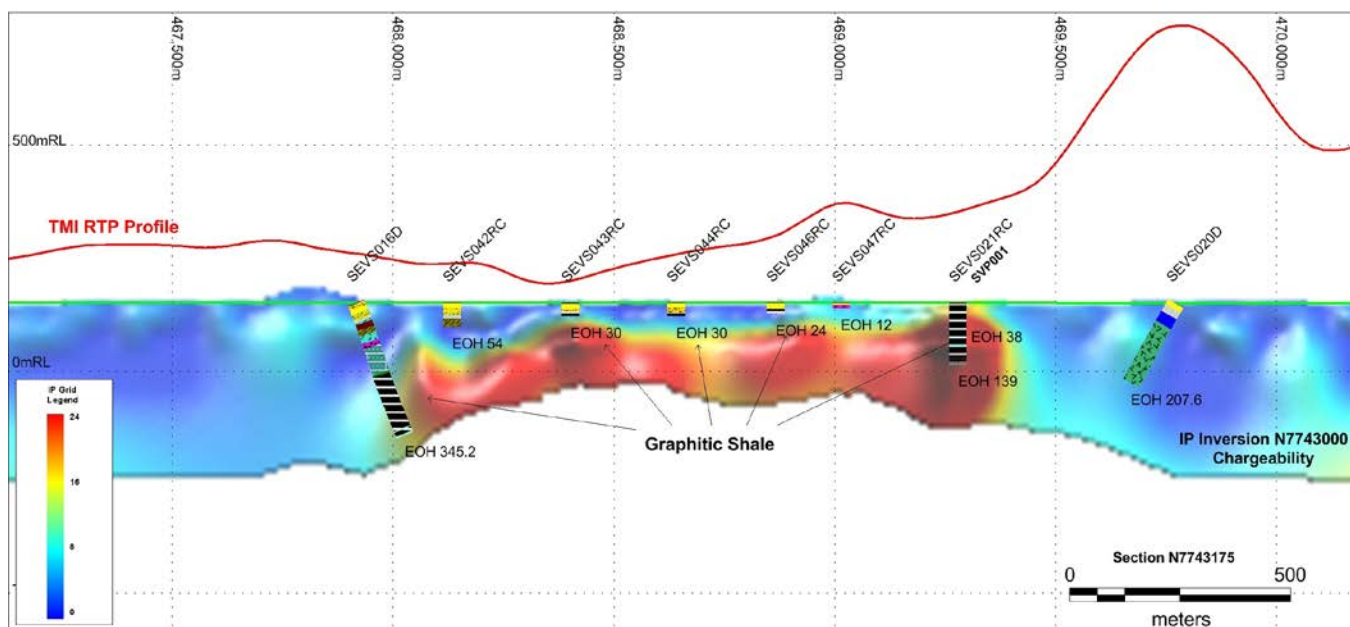 467,500m
468,000m
468,500m
469,000m
469,500m
470,000m
500mRL
TMI RTP Profile
SEVS016D
SEVS042RC
SEVS043RC
SEVS044RC
SEVS046RC
SEVS047RC
SEVS021RC
SVP001
SEVS020D
EOH 54
EOH 30
EOH 30
EOH 24
EOH 12
EOH 38
0mRL
EOH 139
EOH 207.6
IP Grid
Legend
24
16
8
0
Graphitic Shale
EOH 345.2
IP Inversion N7743000
Chargeability
Section N7743175
0
500
meters